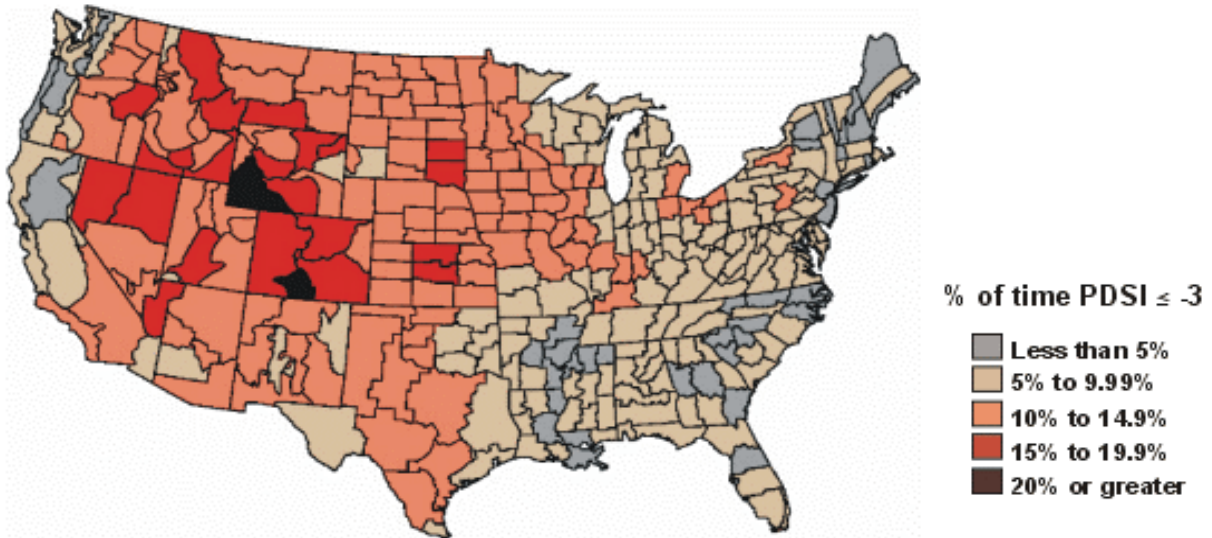 % of time PDSI ≤ -3
Less than 5%
5% to 9.99%
10% to 14.9%
15% to 19.9%
20% or greater